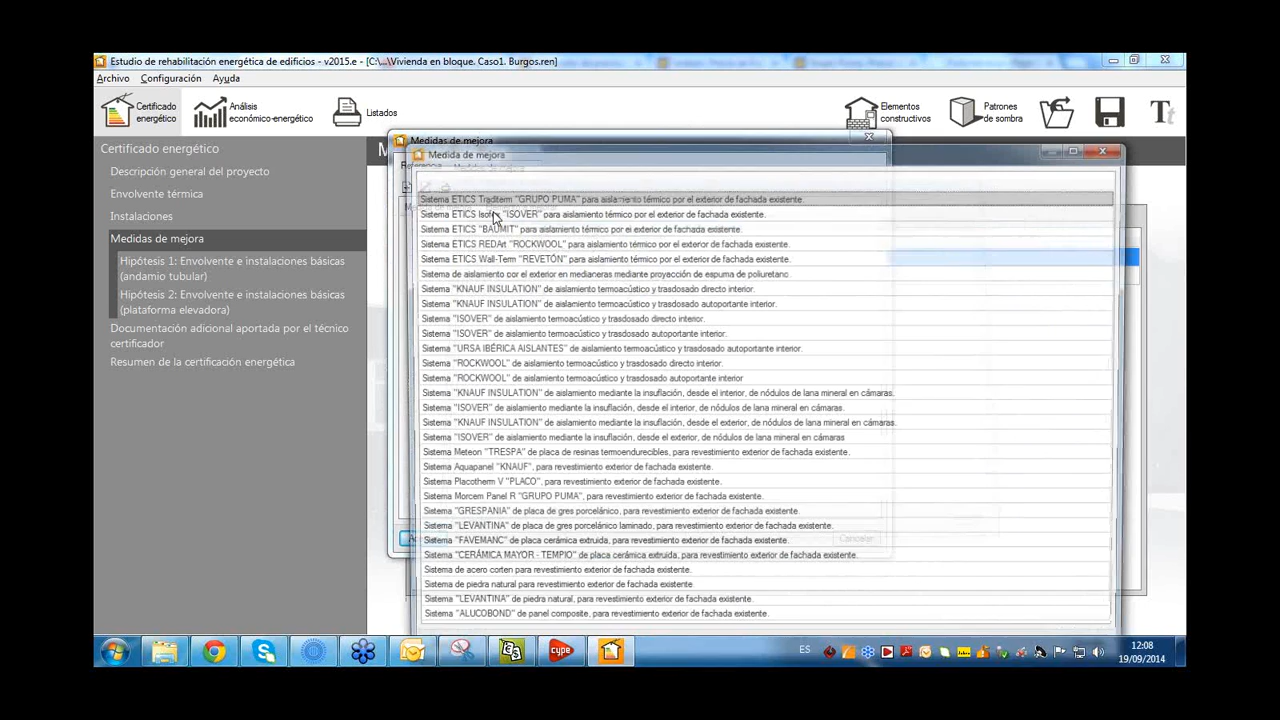 Estudio de rehabilitación energética de edificios - v2015.e - [C:\...\Vivienda en bloque. Caso1. Burgos.ren]
Archivo Configuración Ayuda
Certificado energético
Análisis económico-energético
Listados
Elementos constructivos
Patrones de sombra
Certificado energético
Descripción general del proyecto
Envolvente térmica
Instalaciones
Medidas de mejora
Hipótesis 1: Envolvente e instalaciones básicas
(andamio tubular)
Hipótesis 2: Envolvente e instalaciones básicas
(plataforma elevadora)
Documentación adicional aportada por el técnico
certificador
Resumen de la certificación energética
Medidas de mejora
Medida de mejora
Sistema ETICS Tradterm "GRUPO PUMA" para aislamiento térmico por el exterior de fachada existente.
Sistema ETICS Isofex "ISOVER" para aislamiento térmico por el exterior de fachada existente.
Sistema ETICS "BAUMIT" para aislamiento térmico por el exterior de fachada existente.
Sistema ETICS REDArt "ROCKWOOL" para aislamiento térmico por el exterior de fachada existente.
Sistema ETICS Wall-Term "REVETÓN" para aislamiento térmico por el exterior de fachada existente.
Sistema de aislamiento por el exterior en medianeras mediante proyección de espuma de poliuretano.
Sistema "KNAUF INSULATION" de aislamiento termoacústico y trasdosado directo interior.
Sistema "KNAUF INSULATION" de aislamiento termoacústico y trasdosado autoportante interior.
Sistema "ISOVER" de aislamiento termoacústico y trasdosado directo interior.
Sistema "ISOVER" de aislamiento termoacústico y trasdosado autoportante interior.
Sistema "URSA IBÉRICA AISLANTES" de aislamiento termoacústico y trasdosado autoportante interior.
Sistema "ROCKWOOL" de aislamiento termoacústico y trasdosado directo interior.
Sistema "ROCKWOOL" de aislamiento termoacústico y trasdosado autoportante interior
Sistema "KNAUF INSULATION" de aislamiento mediante la insuflación, desde el interior, de nódulos de lana mineral en cámaras.
Sistema "ISOVER" de aislamiento mediante la insuflación, desde el interior, de nódulos de lana mineral en cámaras.
Sistema "KNAUF INSULATION" de aislamiento mediante la insuflación, desde el exterior, de nódulos de lana mineral en cámaras.
Sistema "ISOVER" de aislamiento mediante la insuflación, desde el exterior, de nódulos de lana mineral en cámaras
Sistema Meteon "TRESPA" de placa de resinas termoendurecibles, para revestimiento exterior de fachada existente.
Sistema Aquapanel "KNAUF", para revestimiento exterior de fachada existente.
Sistema Placotherm V "PLACO", para revestimiento exterior de fachada existente.
Sistema Morcem Panel R "GRUPO PUMA", para revestimiento exterior de fachada existente.
Sistema "GRESPANIA" de placa de gres porcelánico, para revestimiento exterior de fachada existente.
Sistema "LEVANTINA" de placa de gres porcelánico laminado, para revestimiento exterior de fachada existente.
Sistema "FAVEMANC" de placa cerámica extruida, para revestimiento exterior de fachada existente.
Sistema "CERÁMICA MAYOR - TEMPIO" de placa cerámica extruida, para revestimiento exterior de fachada existente.
Sistema de acero corten para revestimiento exterior de fachada existente.
Sistema de piedra natural para revestimiento exterior de fachada existente.
Sistema "LEVANTINA" de piedra natural, para revestimiento exterior de fachada existente.
Sistema "ALUCOBOND" de panel composite, para revestimiento exterior de fachada existente.
Cancelar
cype
ES
12:08
19/09/2014